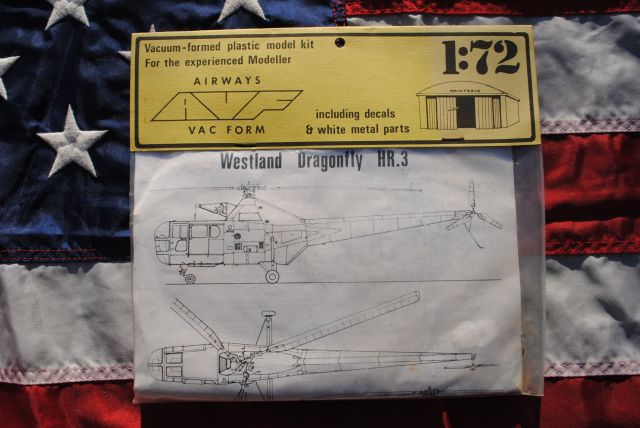 Vacuum-formed plastic model kit
For the experienced Modeller
1:72
AIRWAYS
AVF
VAC FORM
including decals
& white metal parts
Westland Dragonfly HR.3